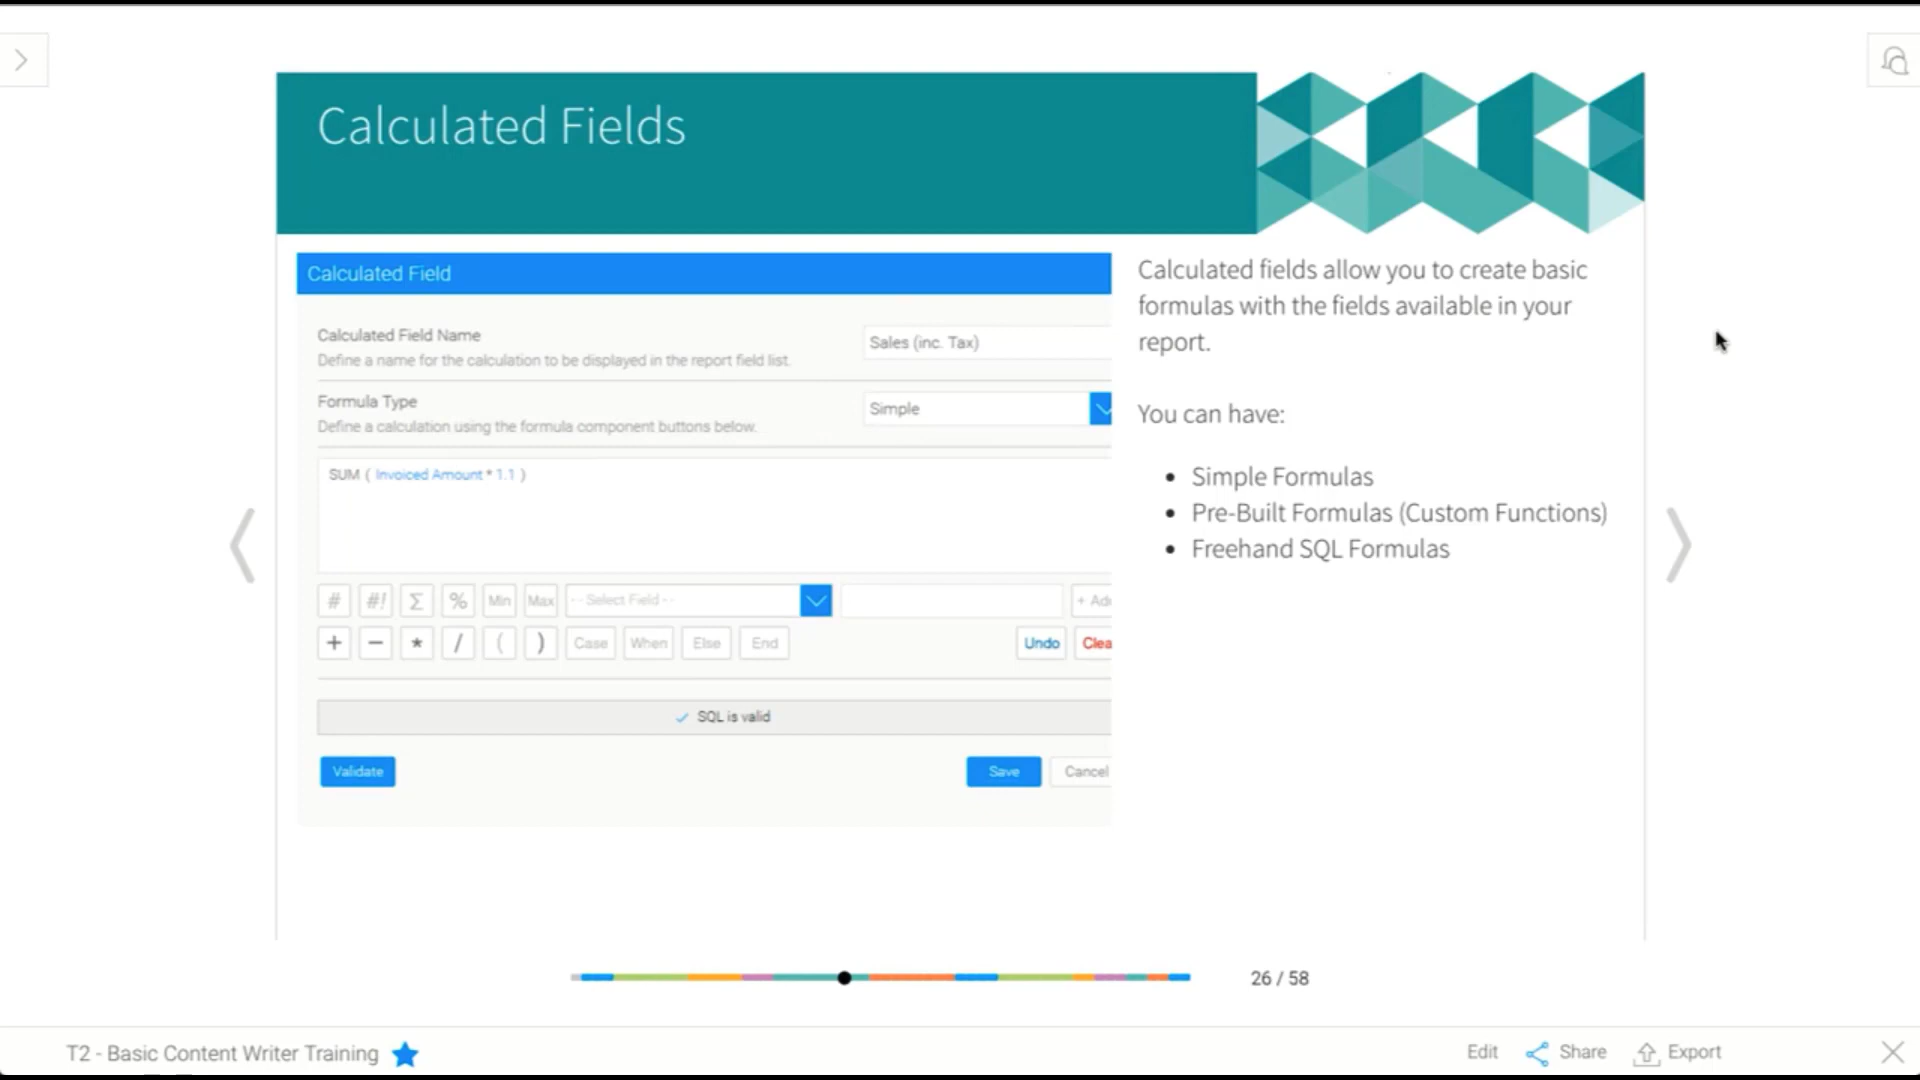 Calculated Fields
Calculated Field
Calculated Field Name
Define a name for the calculation to be displayed in the report field list.
Sales (inc. Tax)
Formula Type
Define a calculation using the formula component buttons below.
Simple
SUM ( Invoiced Amount * 1.1 )
# #! Σ % Min Max -- Select Field -- + Add
+ − * / ( ) Case When Else End Undo Clea
✓ SQL is valid
Validate Save Cancel
Calculated fields allow you to create basic
formulas with the fields available in your
report.
You can have:
• Simple Formulas
• Pre-Built Formulas (Custom Functions)
• Freehand SQL Formulas
26 / 58
T2 - Basic Content Writer Training
Edit Share Export